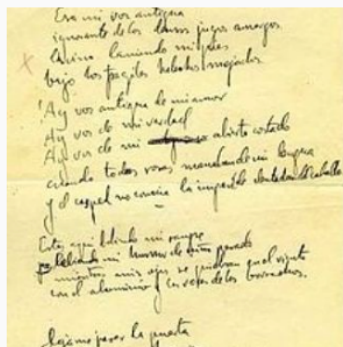 Era mi voz antigua
ignorante de los densos jugos amargos
la que vino lamiendo mis pies
bajo los frágiles helechos mojados
¡Ay voz antigua de mi amor
Ay voz de mi verdad
Ay voz de mi abierto costado
cuando todas las rosas manaban de mi lengua
y el césped no conocía la impasible dentadura del caballo
Estás aquí bebiendo mi sangre
bebiendo mi humor de niño pasado
mientras mis ojos se quiebran en el viento
con el aluminio y las voces de los borrachos.
Déjame pasar la puerta